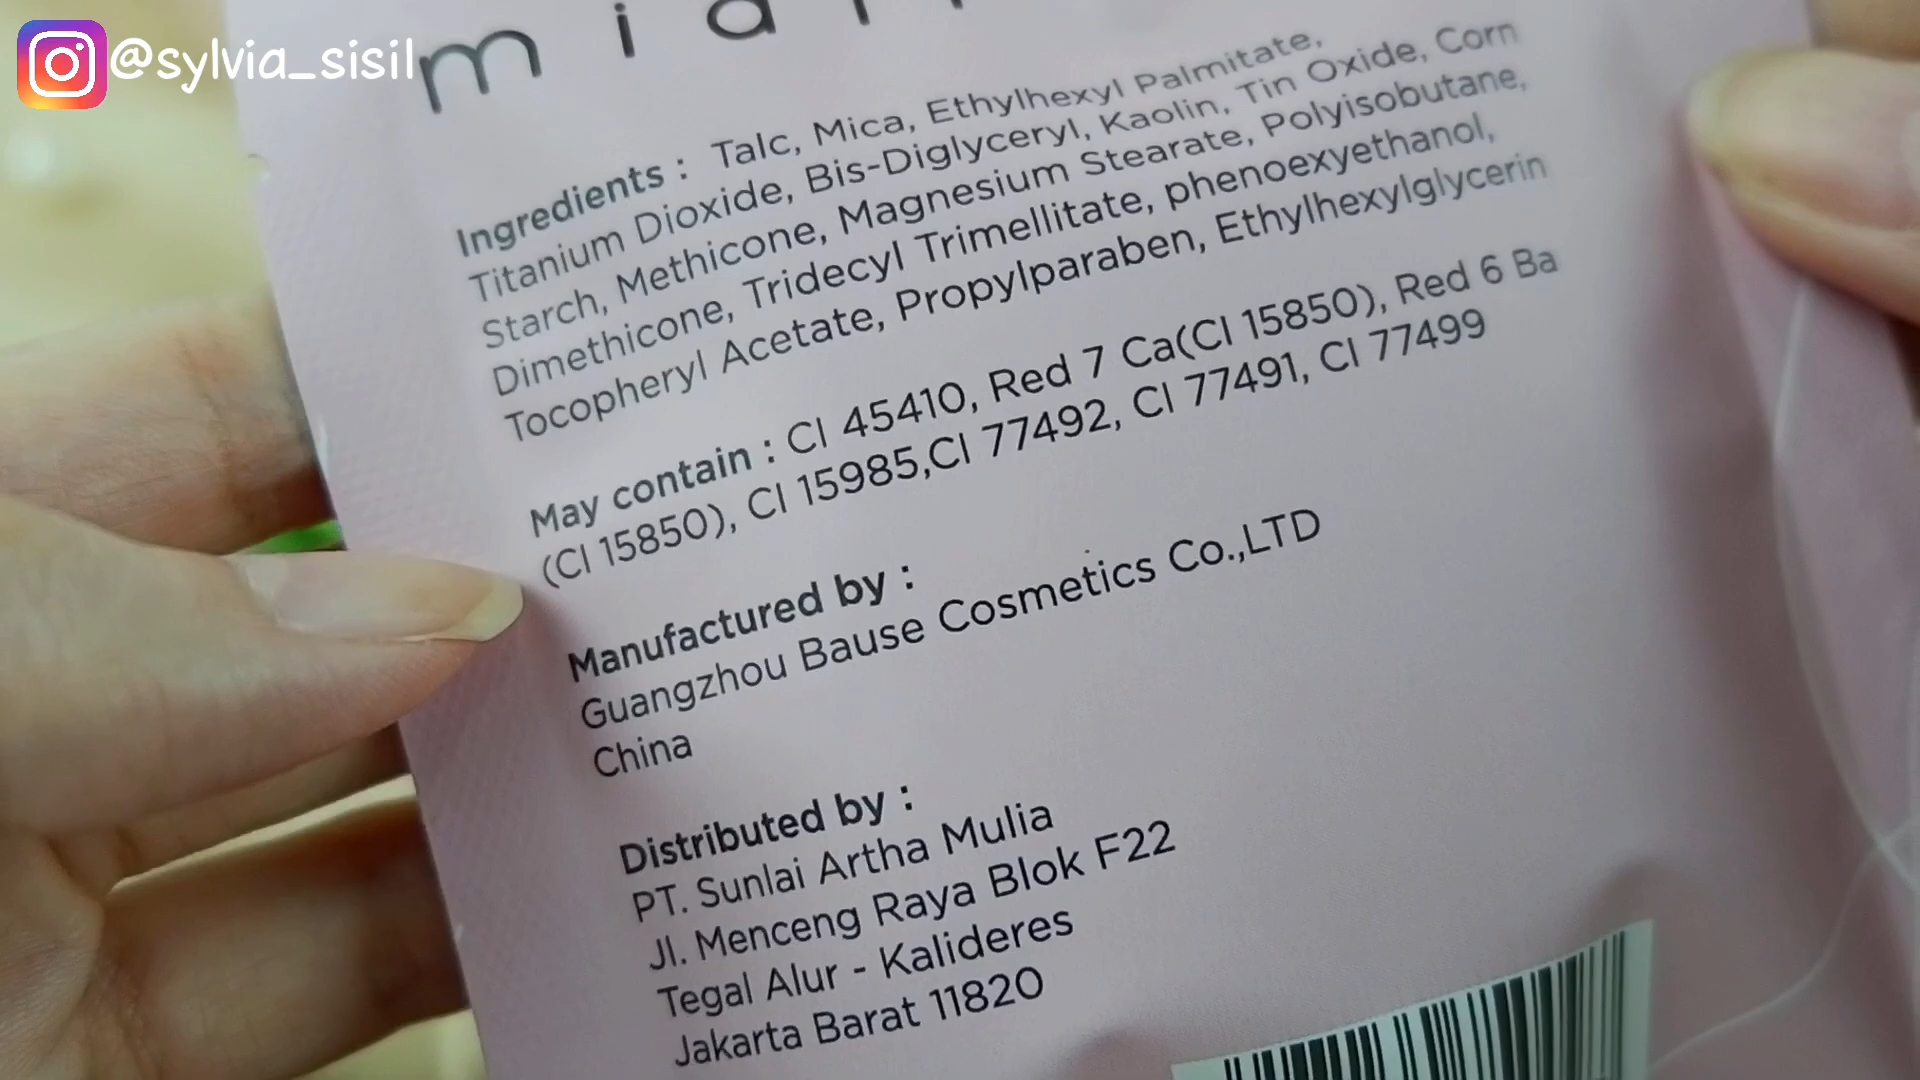 @sylvia_sisil
Ingredients : Talc, Mica, Ethylhexyl Palmitate,
Titanium Dioxide, Bis-Diglyceryl, Kaolin, Tin Oxide, Corn
Starch, Methicone, Magnesium Stearate, Polyisobutane,
Dimethicone, Tridecyl Trimellitate, phenoexyethanol,
Tocopheryl Acetate, Propylparaben, Ethylhexylglycerin
May contain : CI 45410, Red 7 Ca(CI 15850), Red 6 Ba
(CI 15850), CI 15985,CI 77492, CI 77491, CI 77499
Manufactured by :
Guangzhou Bause Cosmetics Co.,LTD
China
Distributed by :
PT. Sunlai Artha Mulia
Jl. Menceng Raya Blok F22
Tegal Alur - Kalideres
Jakarta Barat 11820